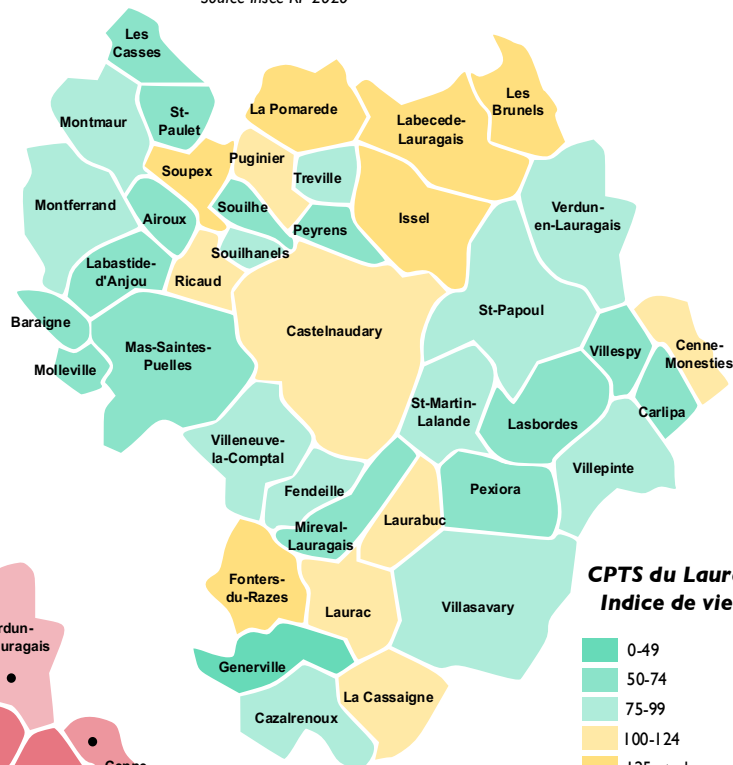 Source Insee RP 2020
Les
Casses
Montmaur
St-
Paulet
La Pomarede
Labecede-
Lauragais
Les
Brunels
Soupex
Puginier
Treville
Montferrand
Airoux
Souilhe
Peyrens
Issel
Verdun-
en-Lauragais
Labastide-
d'Anjou
Ricaud
Souilhanels
Baraigne
Molleville
Mas-Saintes-
Puelles
Castelnaudary
St-Papoul
Villespy
Cenne-
Monesties
Carlipa
St-Martin-
Lalande
Lasbordes
Villeneuve-
la-Comptal
Villepinte
Fendeille
Pexiora
Mireval-
Lauragais
Laurabuc
Fonters-
du-Razes
Laurac
Villasavary
Generville
La Cassaigne
Cazalrenoux
CPTS du Laur
Indice de vie
0-49
50-74
75-99
100-124
rdun-
uragais